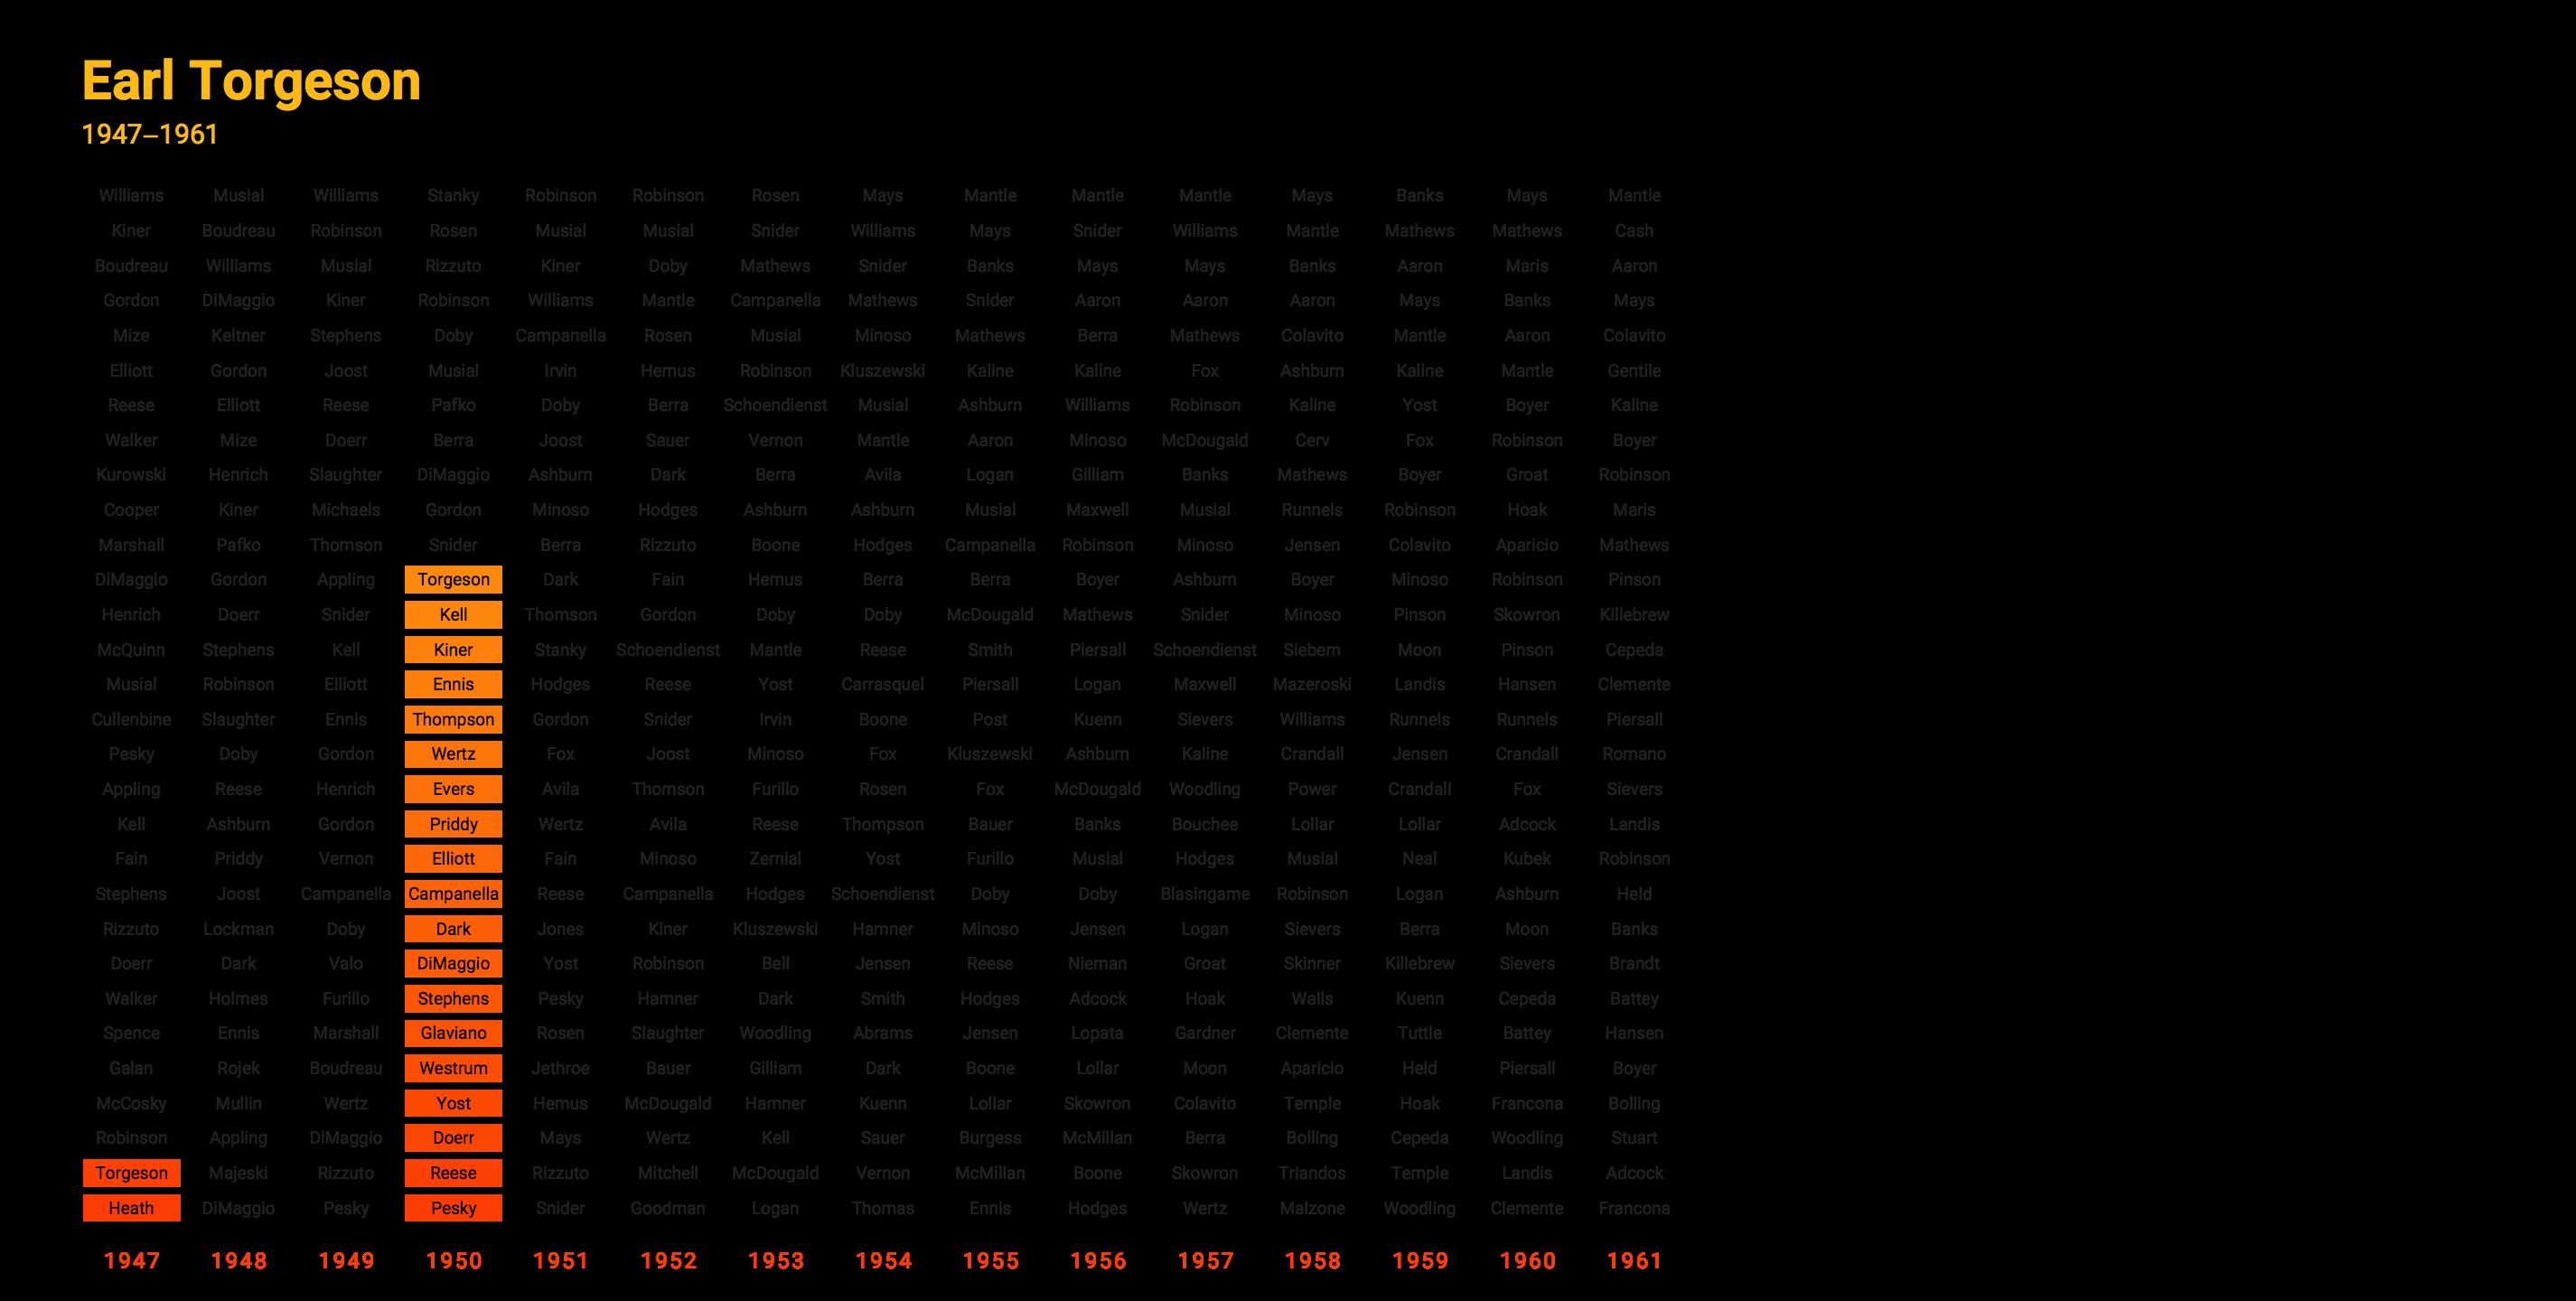 Earl Torgeson
1947–1961
Williams Musial Williams Stanky Robinson Robinson Rosen Mays Mantle Mantle Mantle Mays Banks Mays Mantle
Kiner Boudreau Robinson Rosen Musial Musial Snider Williams Mays Snider Williams Mantle Mathews Mathews Cash
Boudreau Williams Musial Rizzuto Kiner Doby Mathews Snider Banks Mays Mays Banks Aaron Maris Aaron
Gordon DiMaggio Kiner Robinson Williams Mantle Campanella Mathews Snider Aaron Aaron Aaron Mays Banks Mays
Mize Keltner Stephens Doby Campanella Rosen Musial Minoso Mathews Berra Mathews Colavito Mantle Aaron Colavito
Elliott Gordon Joost Musial Irvin Hemus Robinson Kluszewski Kaline Kaline Fox Ashburn Kaline Mantle Gentile
Reese Elliott Reese Pafko Doby Berra Schoendienst Musial Ashburn Williams Robinson Kaline Yost Boyer Kaline
Walker Mize Doerr Berra Joost Sauer Vernon Mantle Aaron Minoso McDougald Cerv Fox Robinson Boyer
Kurowski Henrich Slaughter DiMaggio Ashburn Dark Berra Avila Logan Gilliam Banks Mathews Boyer Groat Robinson
Cooper Kiner Michaels Gordon Minoso Hodges Ashburn Ashburn Musial Maxwell Musial Runnels Robinson Hoak Maris
Marshall Pafko Thomson Snider Berra Rizzuto Boone Hodges Campanella Robinson Minoso Jensen Colavito Aparicio Mathews
DiMaggio Gordon Appling Torgeson Dark Fain Hemus Berra Berra Boyer Ashburn Boyer Minoso Robinson Pinson
Henrich Doerr Snider Kell Thomson Gordon Doby Doby McDougald Mathews Snider Minoso Pinson Skowron Killebrew
McQuinn Stephens Kell Kiner Stanky Schoendienst Mantle Reese Smith Piersall Schoendienst Siebern Moon Pinson Cepeda
Musial Robinson Elliott Ennis Hodges Reese Yost Carrasquel Piersall Logan Maxwell Mazeroski Landis Hansen Clemente
Cullenbine Slaughter Ennis Thompson Gordon Snider Irvin Boone Post Kuenn Sievers Williams Runnels Runnels Piersall
Pesky Doby Gordon Wertz Fox Joost Minoso Fox Kluszewski Ashburn Kaline Crandall Jensen Crandall Romano
Appling Reese Henrich Evers Avila Thomson Furillo Rosen Fox McDougald Woodling Power Crandall Fox Sievers
Kell Ashburn Gordon Priddy Wertz Avila Reese Thompson Bauer Banks Bouchee Lollar Lollar Adcock Landis
Fain Priddy Vernon Elliott Fain Minoso Zernial Yost Furillo Musial Hodges Musial Neal Kubek Robinson
Stephens Joost Campanella Campanella Reese Campanella Hodges Schoendienst Doby Doby Blasingame Robinson Logan Ashburn Held
Rizzuto Lockman Doby Dark Jones Kiner Kluszewski Hamner Minoso Jensen Logan Sievers Berra Moon Banks
Doerr Dark Valo DiMaggio Yost Robinson Bell Jensen Reese Nieman Groat Skinner Killebrew Sievers Brandt
Walker Holmes Furillo Stephens Pesky Hamner Dark Smith Hodges Adcock Hoak Walls Kuenn Cepeda Battey
Spence Ennis Marshall Glaviano Rosen Slaughter Woodling Abrams Jensen Lopata Gardner Clemente Tuttle Battey Hansen
Galan Rojek Boudreau Westrum Jethroe Bauer Gilliam Dark Boone Lollar Moon Aparicio Held Piersall Boyer
McCosky Mullin Wertz Yost Hemus McDougald Hamner Kuenn Lollar Skowron Colavito Temple Hoak Francona Bolling
Robinson Appling DiMaggio Doerr Mays Wertz Kell Sauer Burgess McMillan Berra Bolling Cepeda Woodling Stuart
Torgeson Majeski Rizzuto Reese Rizzuto Mitchell McDougald Vernon McMillan Boone Skowron Triandos Temple Landis Adcock
Heath DiMaggio Pesky Pesky Snider Goodman Logan Thomas Ennis Hodges Wertz Malzone Woodling Clemente Francona
1947 1948 1949 1950 1951 1952 1953 1954 1955 1956 1957 1958 1959 1960 1961